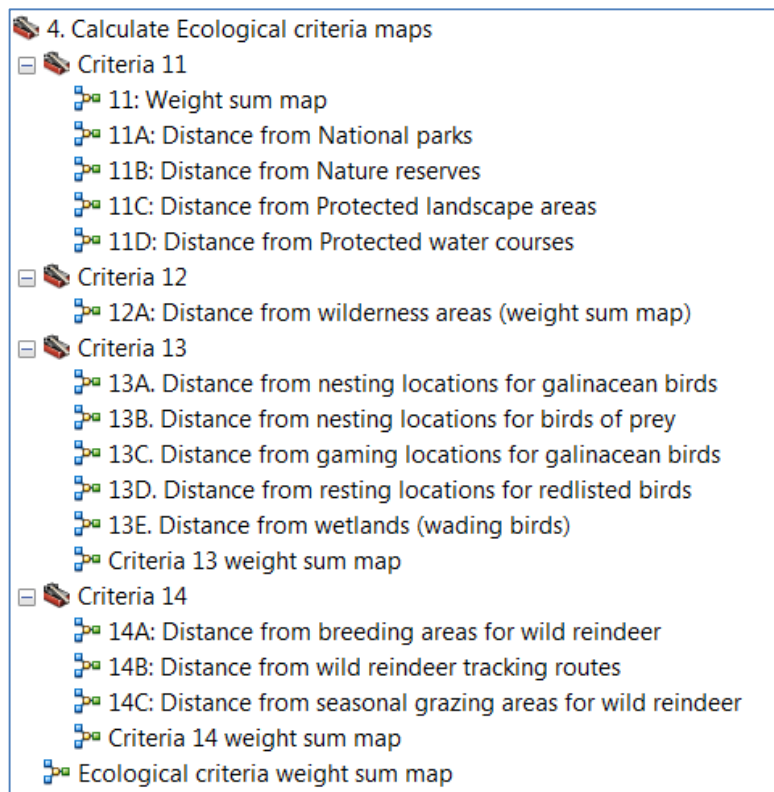 4. Calculate Ecological criteria maps
Criteria 11
11: Weight sum map
11A: Distance from National parks
11B: Distance from Nature reserves
11C: Distance from Protected landscape areas
11D: Distance from Protected water courses
Criteria 12
12A: Distance from wilderness areas (weight sum map)
Criteria 13
13A. Distance from nesting locations for galinacean birds
13B. Distance from nesting locations for birds of prey
13C. Distance from gaming locations for galinacean birds
13D. Distance from resting locations for redlisted birds
13E. Distance from wetlands (wading birds)
Criteria 13 weight sum map
Criteria 14
14A: Distance from breeding areas for wild reindeer
14B: Distance from wild reindeer tracking routes
14C: Distance from seasonal grazing areas for wild reindeer
Criteria 14 weight sum map
Ecological criteria weight sum map